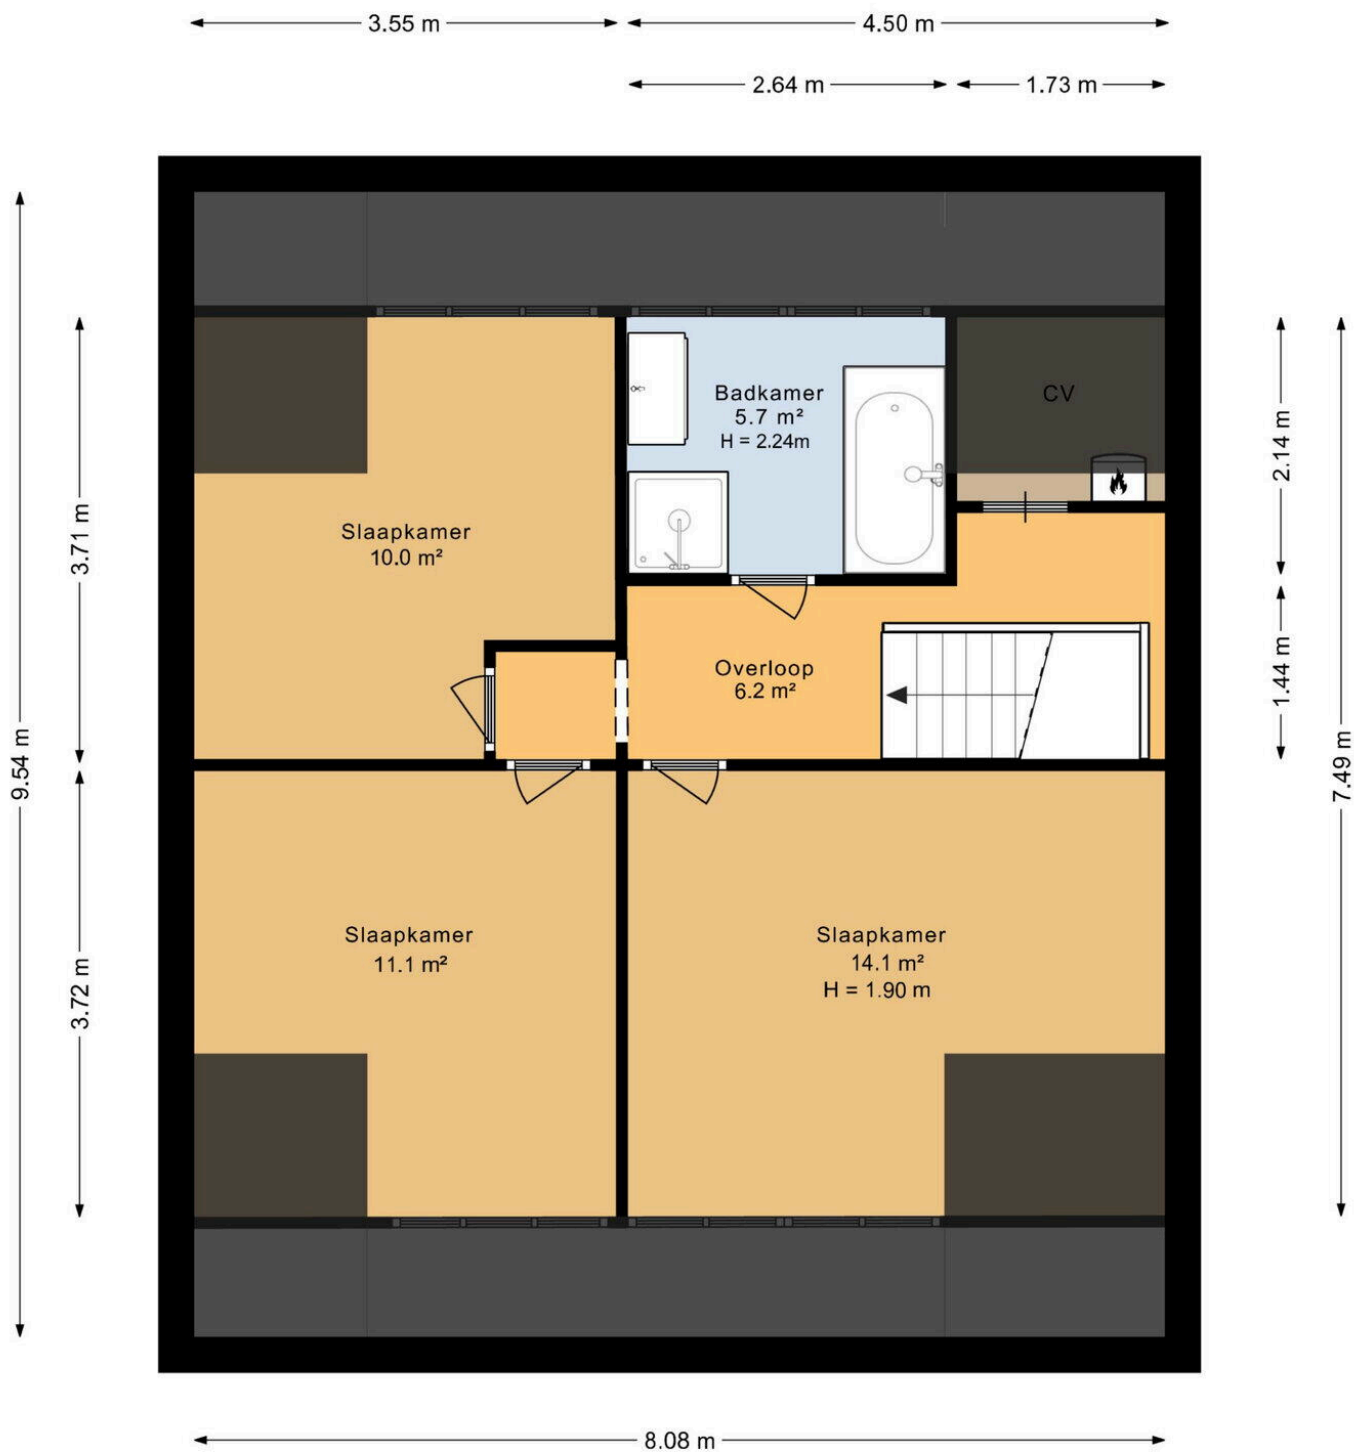 3.55 m
4.50 m
2.64 m
1.73 m
Badkamer
5.7 m²
H = 2.24m
CV
2.14 m
3.71 m
Slaapkamer
10.0 m²
Overloop
6.2 m²
1.44 m
9.54 m
7.49 m
Slaapkamer
11.1 m²
Slaapkamer
14.1 m²
H = 1.90 m
3.72 m
8.08 m